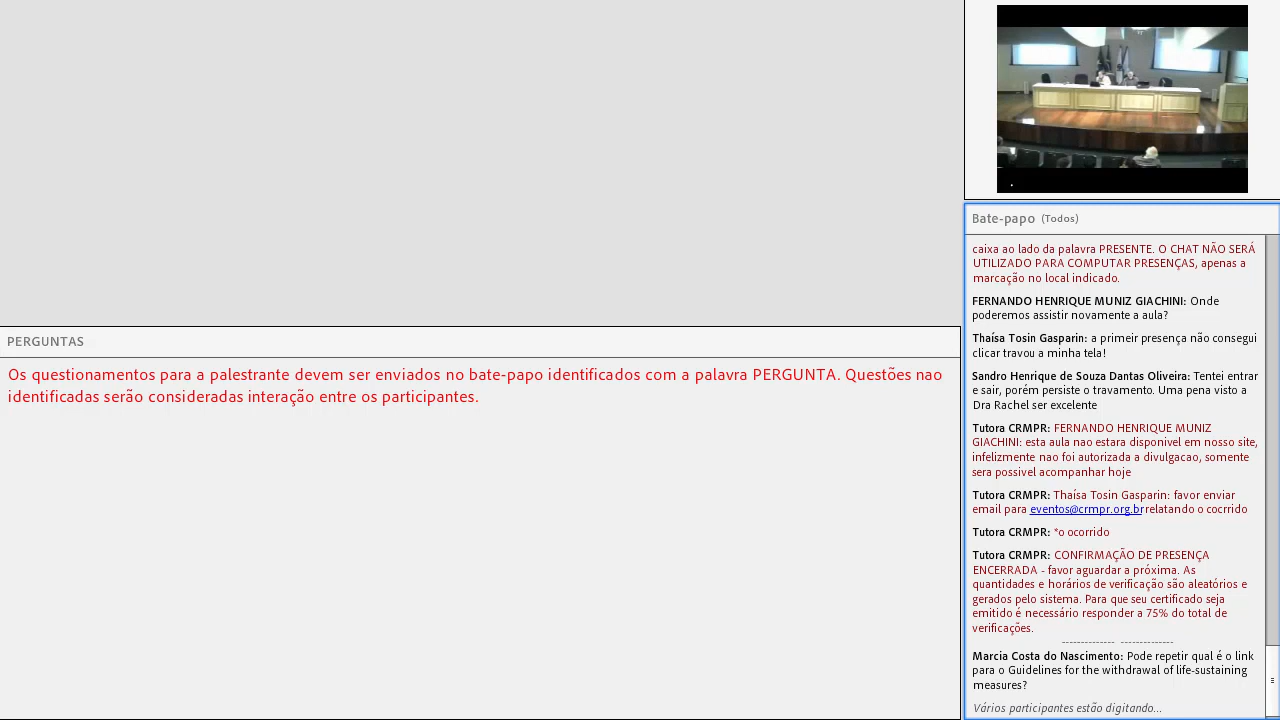 PERGUNTAS
Os questionamentos para a palestrante devem ser enviados no bate-papo identificados com a palavra PERGUNTA. Questões nao
identificadas serão consideradas interação entre os participantes.
Bate-papo (Todos)
caixa ao lado da palavra PRESENTE. O CHAT NÃO SERÁ
UTILIZADO PARA COMPUTAR PRESENÇAS, apenas a
marcação no local indicado.
FERNANDO HENRIQUE MUNIZ GIACHINI: Onde
poderemos assistir novamente a aula?
Thaísa Tosin Gasparin: a primeir presença não consegui
clicar travou a minha tela!
Sandro Henrique de Souza Dantas Oliveira: Tentei entrar
e sair, porém persiste o travamento. Uma pena visto a
Dra Rachel ser excelente
Tutora CRMPR: FERNANDO HENRIQUE MUNIZ
GIACHINI: esta aula nao estara disponivel em nosso site,
infelizmente nao foi autorizada a divulgacao, somente
sera possivel acompanhar hoje
Tutora CRMPR: Thaísa Tosin Gasparin: favor enviar
email para eventos@crmpr.org.br relatando o cocrrido
Tutora CRMPR: *o ocorrido
Tutora CRMPR: CONFIRMAÇÃO DE PRESENÇA
ENCERRADA - favor aguardar a próxima. As
quantidades e horários de verificação são aleatórios e
gerados pelo sistema. Para que seu certificado seja
emitido é necessário responder a 75% do total de
verificações.
-------------- --------------
Marcia Costa do Nascimento: Pode repetir qual é o link
para o Guidelines for the withdrawal of life-sustaining
measures?
Vários participantes estão digitando...